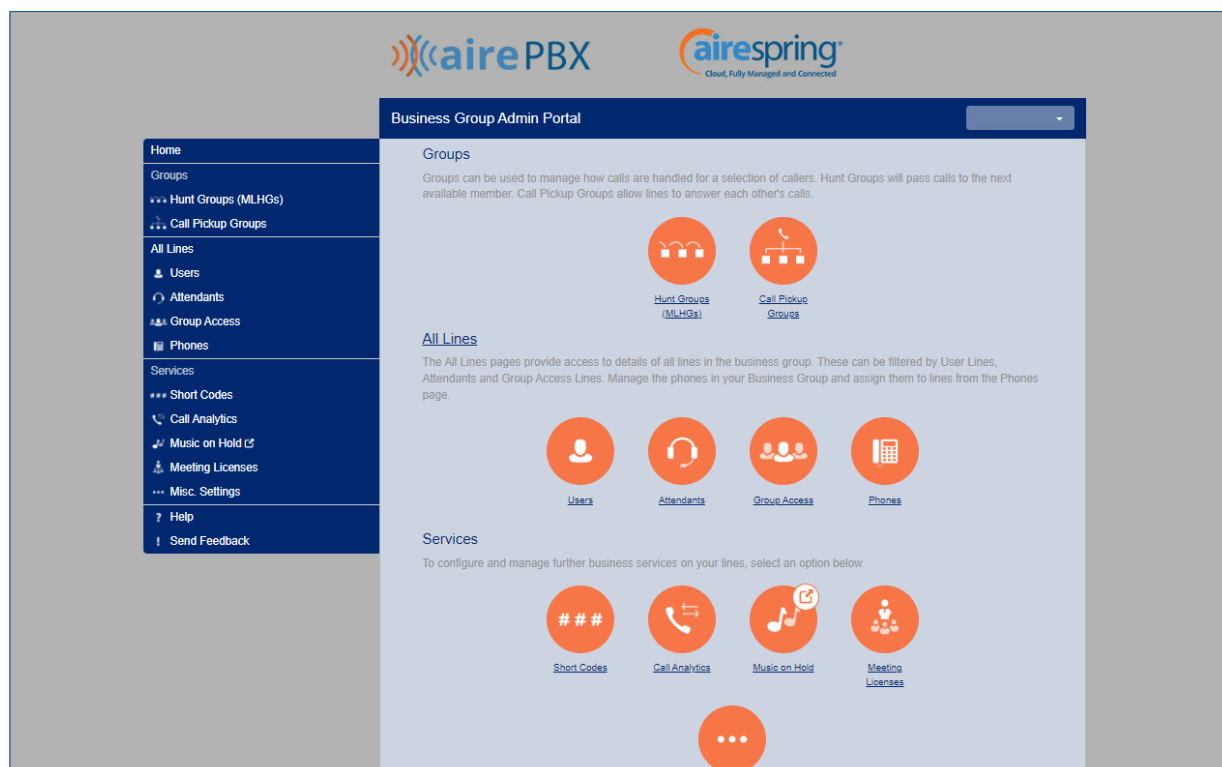 airePBX
airespring®
Cloud, Fully Managed and Connected
Business Group Admin Portal
Home
Groups
Hunt Groups (MLHGs)
Call Pickup Groups
All Lines
Users
Attendants
Group Access
Phones
Services
### Short Codes
Call Analytics
Music on Hold
Meeting Licenses
... Misc. Settings
? Help
! Send Feedback
Groups
Groups can be used to manage how calls are handled for a selection of callers. Hunt Groups will pass calls to the next
available member. Call Pickup Groups allow lines to answer each other's calls.
Hunt Groups
(MLHGs)
Call Pickup
Groups
All Lines
The All Lines pages provide access to details of all lines in the business group. These can be filtered by User Lines,
Attendants and Group Access Lines. Manage the phones in your Business Group and assign them to lines from the Phones
page.
Users
Attendants
Group Access
Phones
Services
To configure and manage further business services on your lines, select an option below.
# # #
Short Codes
Call Analytics
Music on Hold
Meeting
Licenses